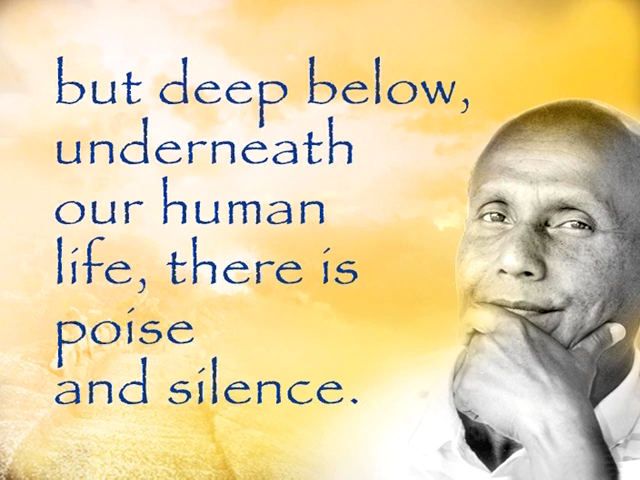 but deep below,
underneath
our human
life, there is
poise
and silence.